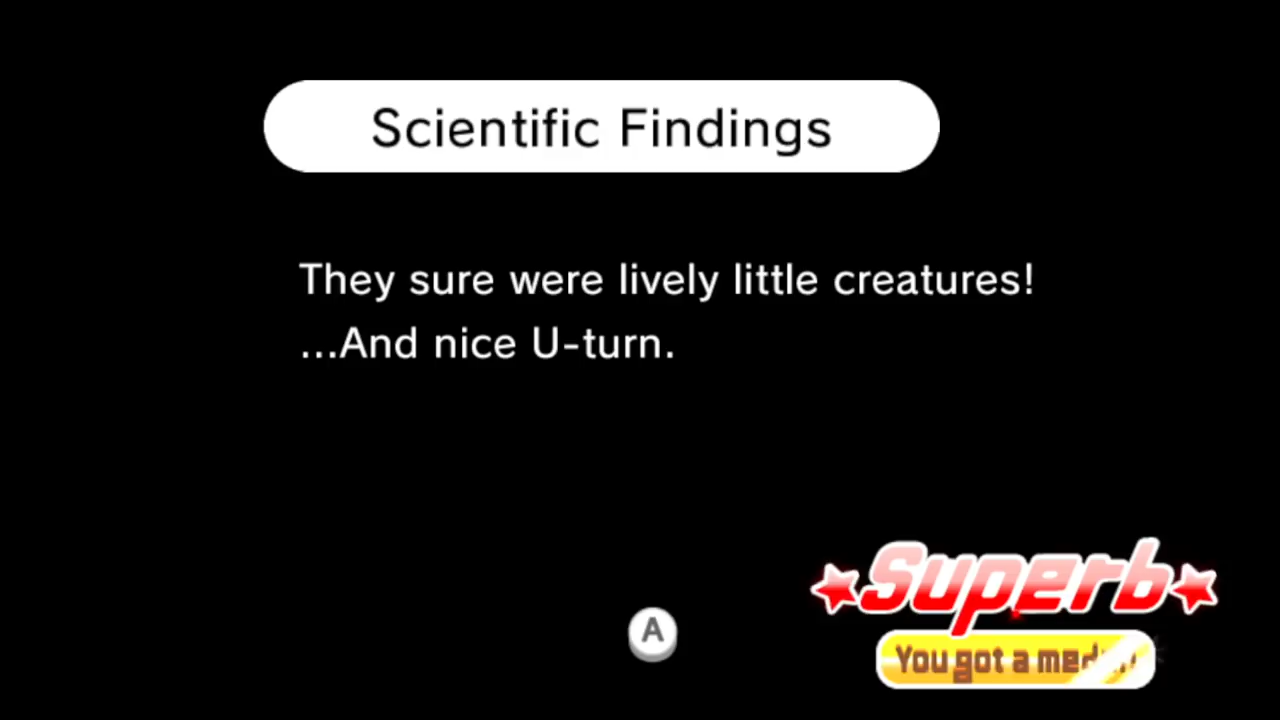 Scientific Findings
They sure were lively little creatures!
...And nice U-turn.
A
Superb
You got a